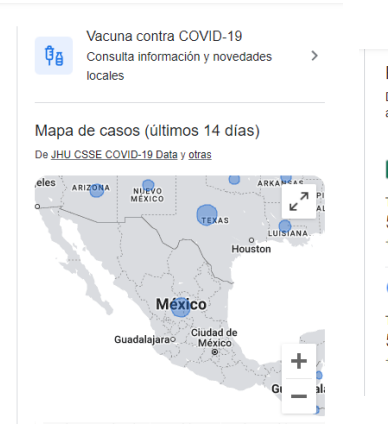 Vacuna contra COVID-19
Consulta información y novedades
locales
Mapa de casos (últimos 14 días)
De JHU CSSE COVID-19 Data y otras
eles
ARIZONA
NUEVO
MÉXICO
ARKANSAS
TEXAS
LUISIANA
Houston
México
Guadalajara
Ciudad de
México